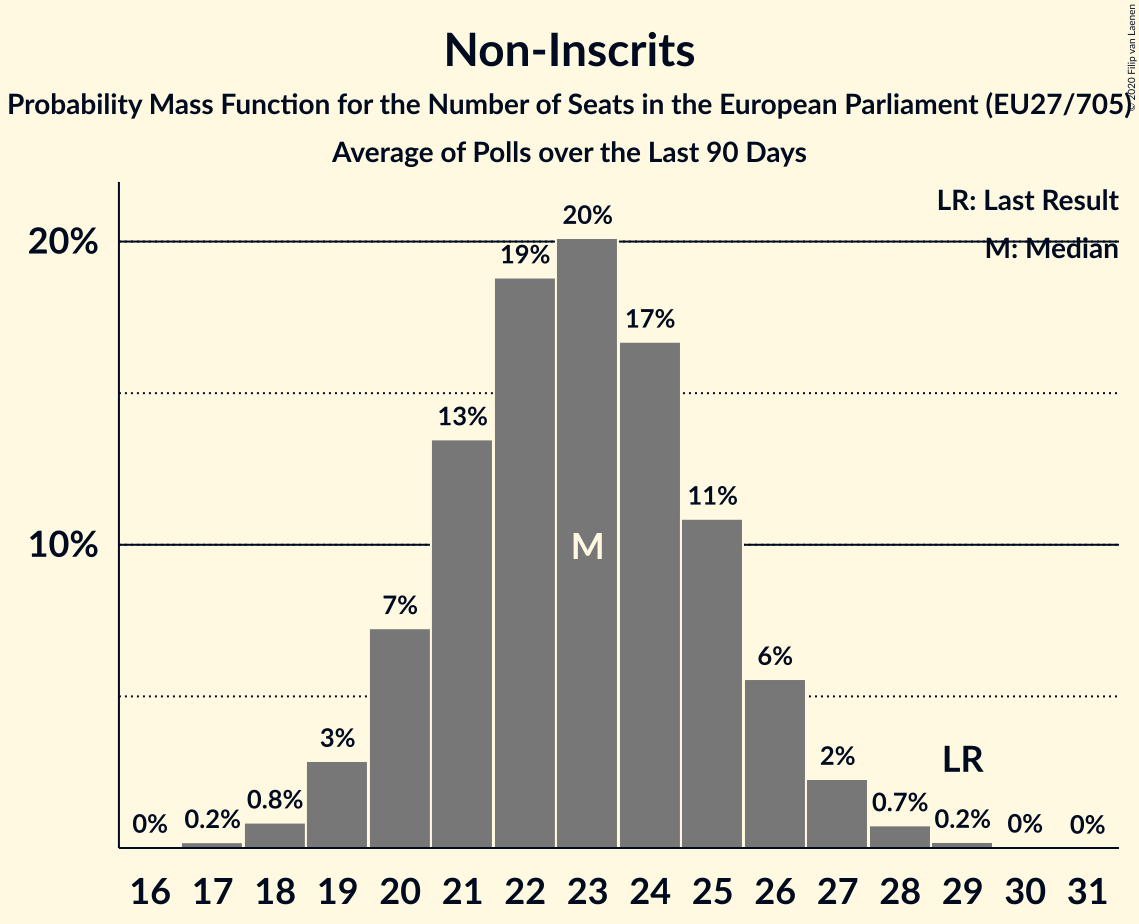 Non-Inscrits
Probability Mass Function for the Number of Seats in the European Parliament (EU27/705)
Average of Polls over the Last 90 Days
© 2020 Filip van Laenen
LR: Last Result
M: Median
20%
10%
0%
0.2%
0.8%
3%
7%
13%
19%
20%
17%
11%
6%
2%
0.7%
0.2%
0%
0%
M
LR
16 17 18 19 20 21 22 23 24 25 26 27 28 29 30 31